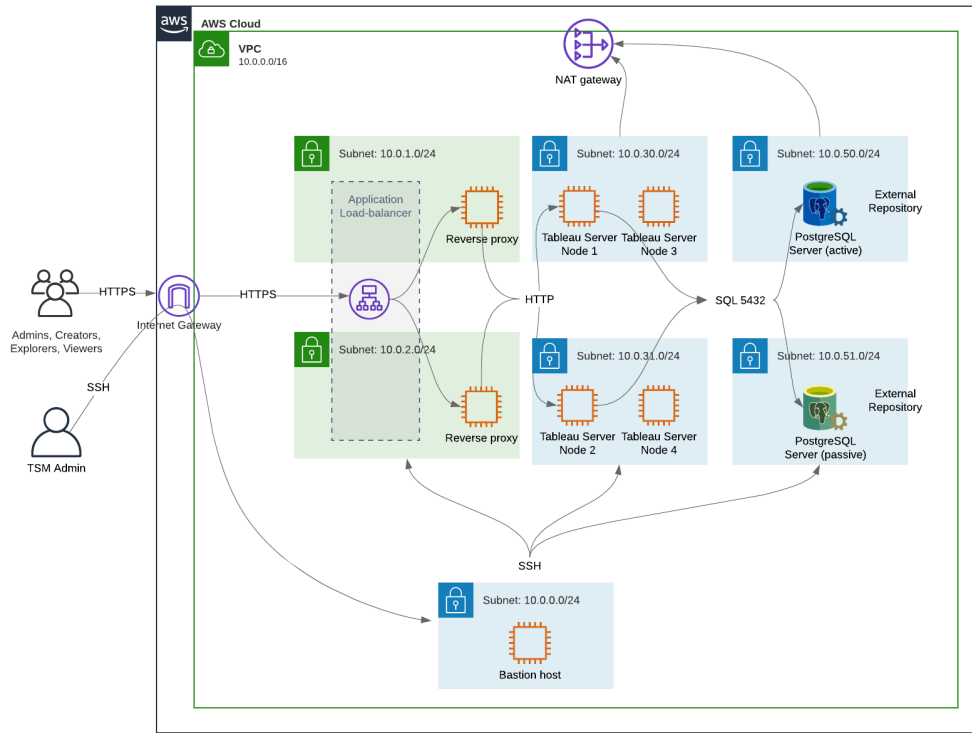 aws
AWS Cloud
VPC
10.0.0.0/16
NAT gateway
Subnet: 10.0.1.0/24
Application
Load-balancer
Reverse proxy
Subnet: 10.0.30.0/24
Tableau Server
Node 1
Tableau Server
Node 3
Subnet: 10.0.50.0/24
External
Repository
PostgreSQL
Server (active)
HTTPS
HTTPS
HTTP
SQL 5432
Internet Gateway
Admins, Creators,
Explorers, Viewers
SSH
TSM Admin
Subnet: 10.0.2.0/24
Reverse proxy
Subnet: 10.0.31.0/24
Tableau Server
Node 2
Tableau Server
Node 4
Subnet: 10.0.51.0/24
External
Repository
PostgreSQL
Server (passive)
SSH
Subnet: 10.0.0.0/24
Bastion host